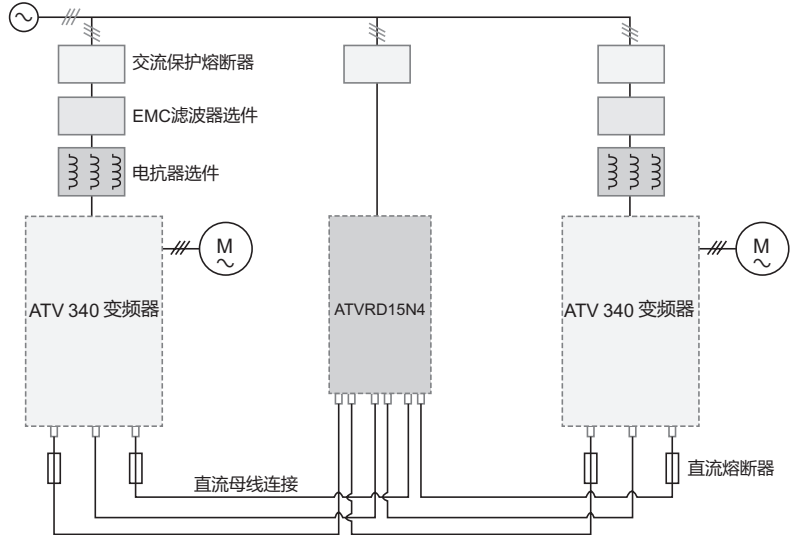 交流保护熔断器
EMC滤波器选件
电抗器选件
M
M
ATV 340 变频器
ATVRD15N4
ATV 340 变频器
直流母线连接
直流熔断器